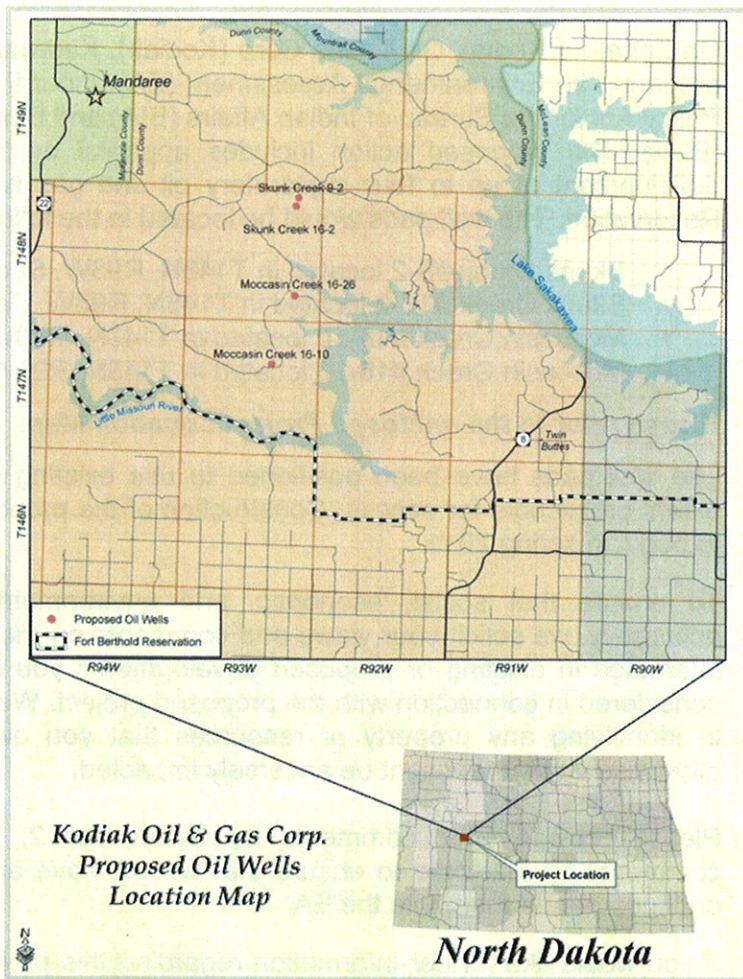 Dunn County
Mountrail County
Mandaree
T149N
McKenzie County
Dunn County
Dunn County
McLean County
Skunk Creek 9-2
22
Skunk Creek 16-2
T148N
Lake Sakakawea
Moccasin Creek 16-26
Moccasin Creek 16-10
T147N
Little Missouri River
8
Twin
Buttes
T146N
Proposed Oil Wells
Fort Berthold Reservation
R94W R93W R92W R91W R90W
Kodiak Oil & Gas Corp.
Proposed Oil Wells
Location Map
Project Location
N
North Dakota